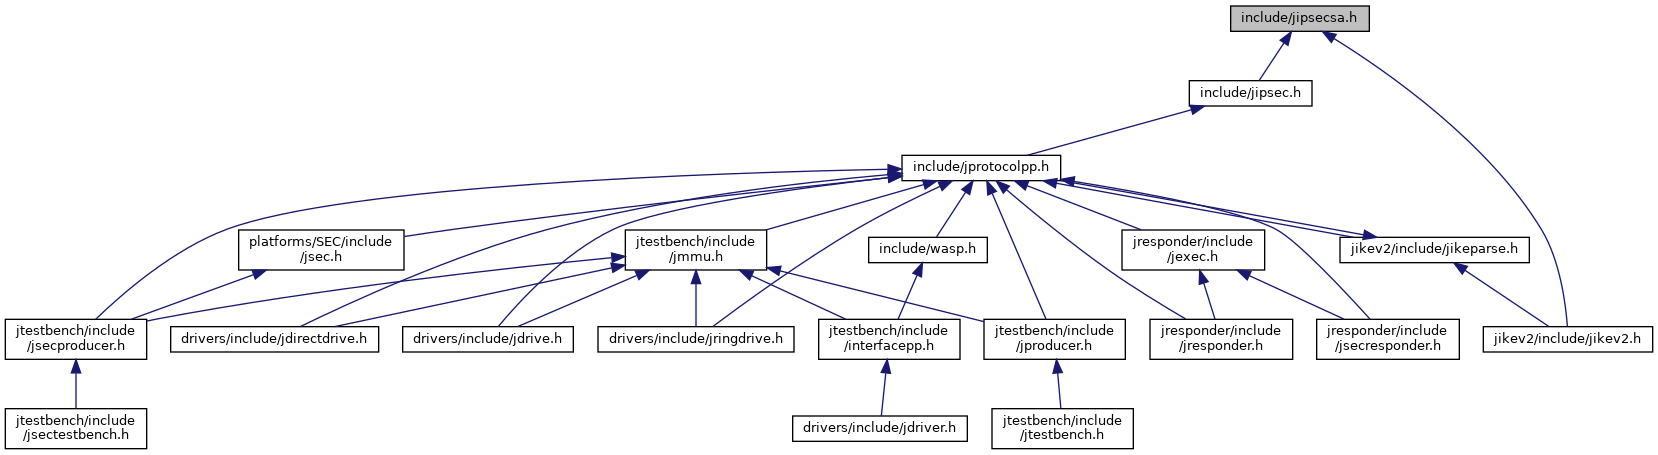 include/jipsecsa.h
include/jipsec.h
include/jprotocolpp.h
platforms/SEC/include
/jsec.h
jtestbench/include
/jmmu.h
include/wasp.h
jresponder/include
/jexec.h
jikev2/include/jikeparse.h
jtestbench/include
/jsecproducer.h
drivers/include/jdirectdrive.h
drivers/include/jdrive.h
drivers/include/jringdrive.h
jtestbench/include
/interfacepp.h
jtestbench/include
/jproducer.h
jresponder/include
/jresponder.h
jresponder/include
/jsecresponder.h
jikev2/include/jikev2.h
jtestbench/include
/jsectestbench.h
drivers/include/jdriver.h
jtestbench/include
/jtestbench.h